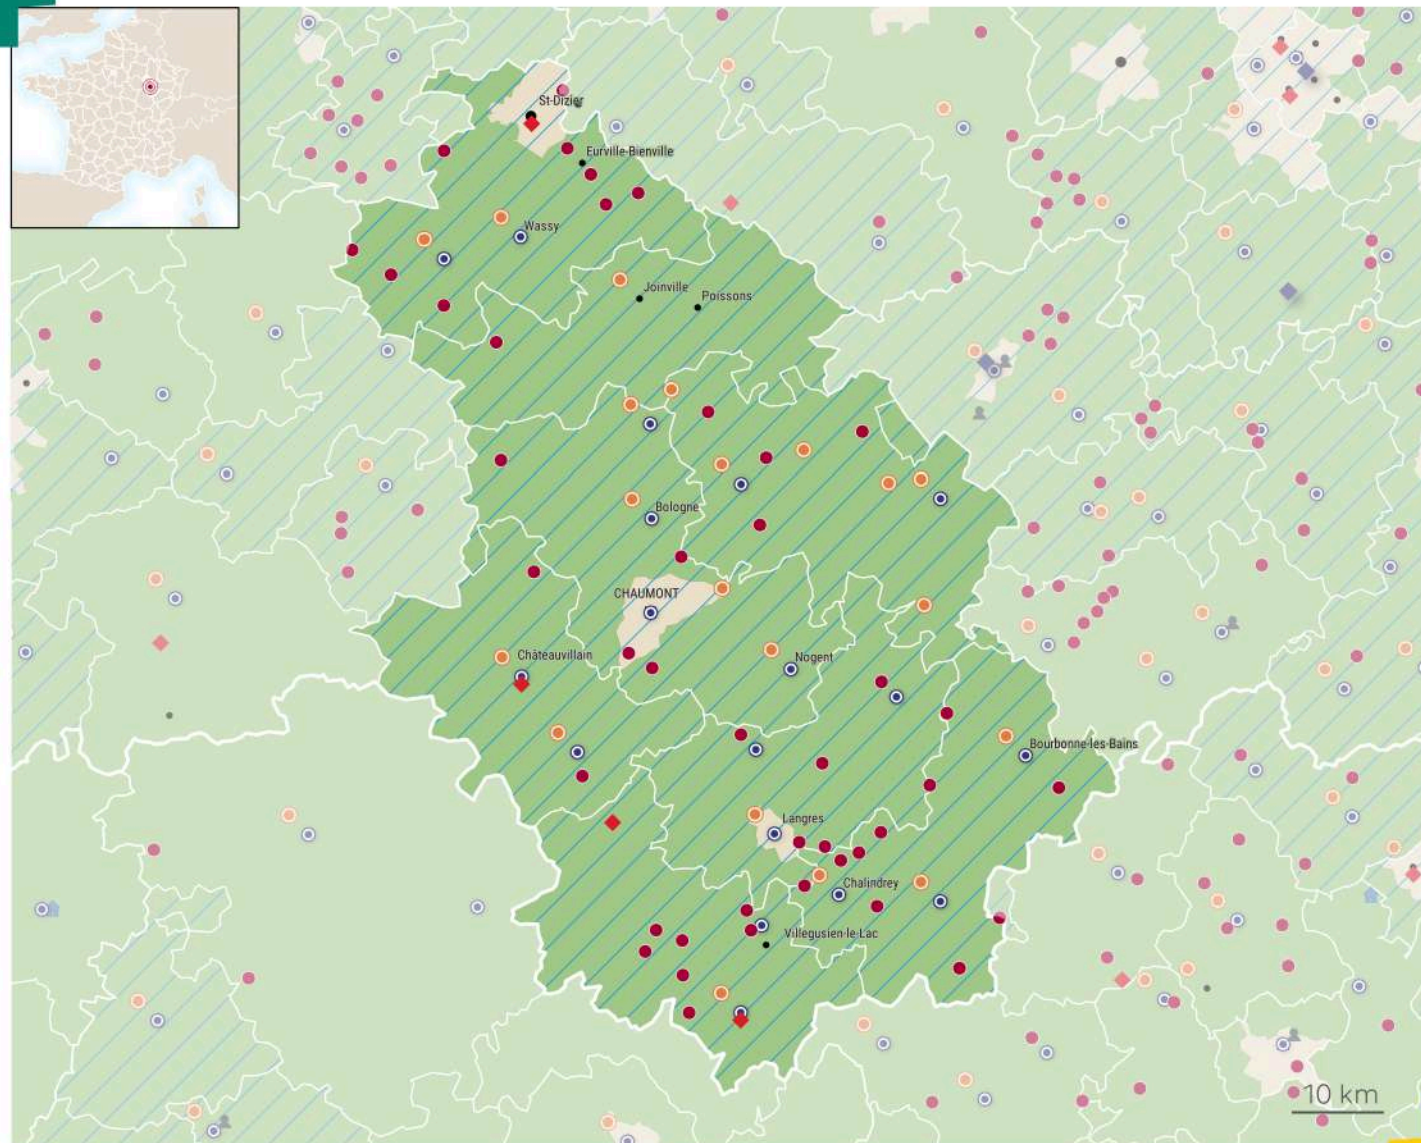 St-Dizier
Eurville-Bienville
Wassy
Joinville
Poissons
Bologne
CHAUMONT
Châteauvillain
Nogent
Bourbonne-les-Bains
Langres
Chalindrey
Villegusien-le-Lac
10 km